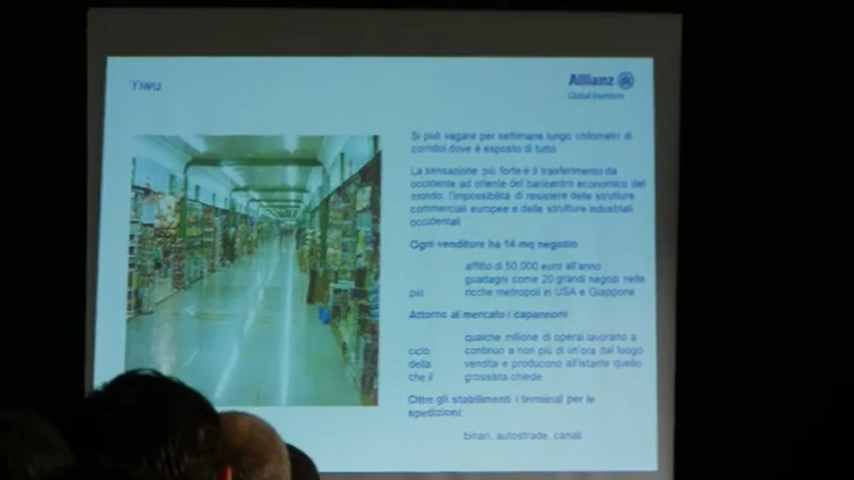 Yiwu
Allianz
Global Investors
Si può vagare per settimane lungo chilometri di
corridoi dove è esposto di tutto
La sensazione più forte è il trasferimento da
occidente ad oriente del baricentro economico del
mondo: l'impossibilità di resistere delle strutture
commerciali europee e delle strutture industriali
occidentali
Ogni venditore ha 14 mq negozio
affitto di 50.000 euro all'anno
guadagni come 20 grandi negozi nelle
più ricche metropoli in USA e Giappone
Attorno al mercato i capannoni:
qualche milione di operai lavorano a
ciclo continuo a non più di un'ora dal luogo
della vendita e producono all'istante quello
che il grossista chiede
Oltre gli stabilimenti i terminal per le
spedizioni:
binari, autostrade, canali